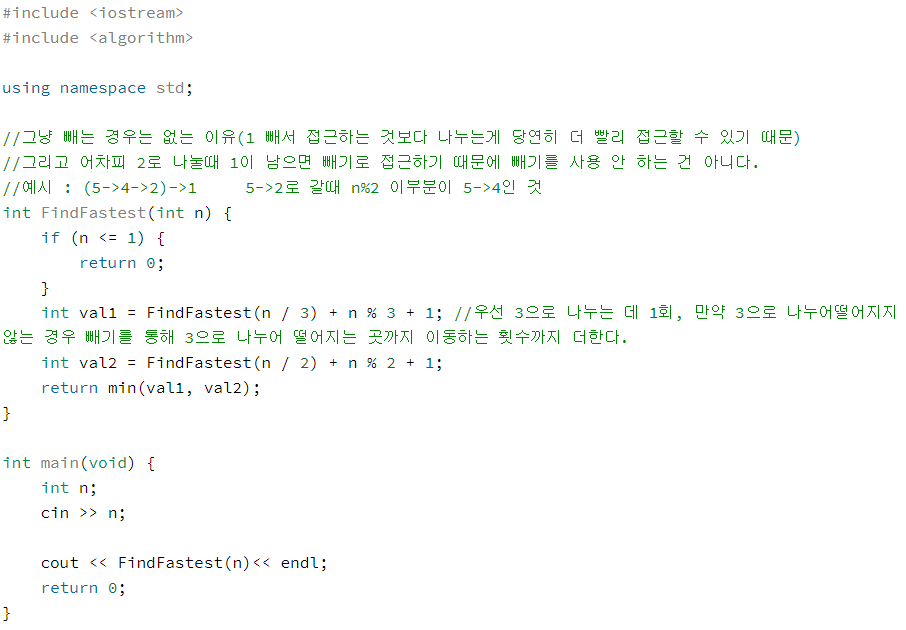 #include <iostream>
#include <algorithm>
using namespace std;
//그냥 빼는 경우는 없는 이유(1 빼서 접근하는 것보다 나누는게 당연히 더 빨리 접근할 수 있기 때문)
//그리고 어차피 2로 나눌때 1이 남으면 빼기로 접근하기 때문에 빼기를 사용 안 하는 건 아니다.
//예시 : (5->4->2)->1     5->2로 갈때 n%2 이부분이 5->4인 것
int FindFastest(int n) {
    if (n <= 1) {
        return 0;
    }
    int val1 = FindFastest(n / 3) + n % 3 + 1; //우선 3으로 나누는 데 1회, 만약 3으로 나누어떨어지지
않는 경우 빼기를 통해 3으로 나누어 떨어지는 곳까지 이동하는 횟수까지 더한다.
    int val2 = FindFastest(n / 2) + n % 2 + 1;
    return min(val1, val2);
}
int main(void) {
    int n;
    cin >> n;
    cout << FindFastest(n)<< endl;
    return 0;
}